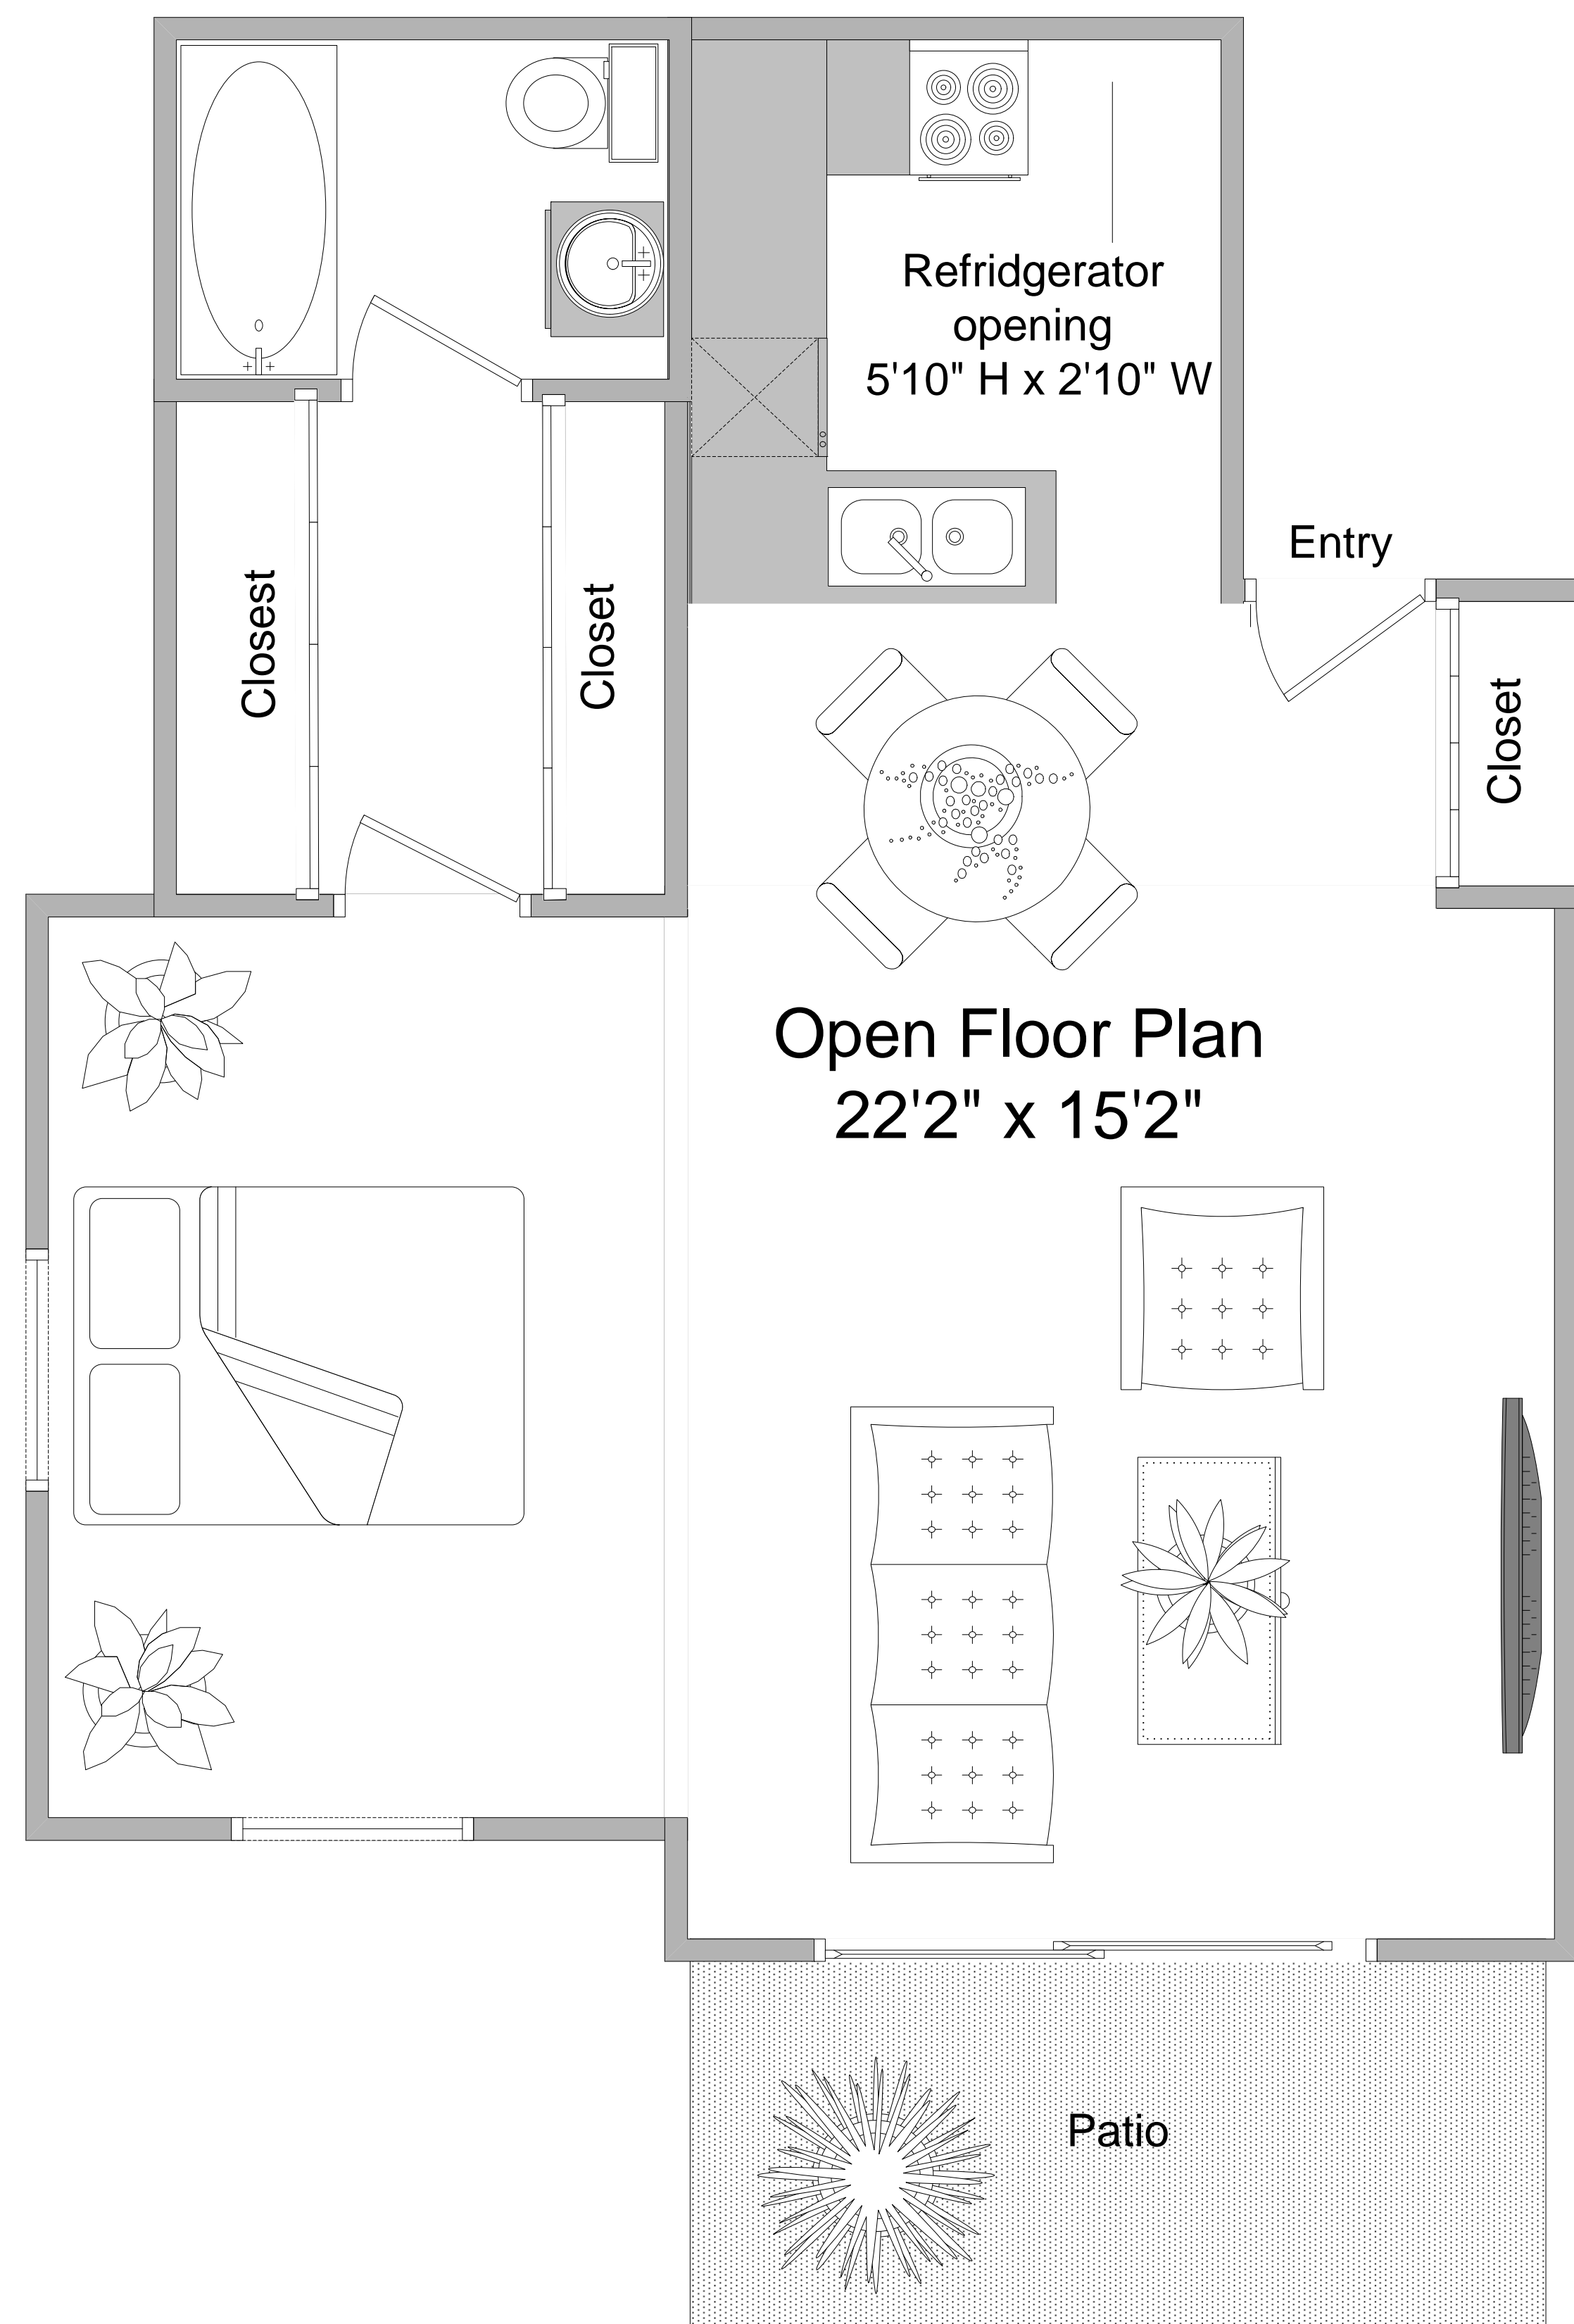 Refridgerator
opening
5'10" H x 2'10" W
Entry
Closest
Closet
Closet
Open Floor Plan
22'2" x 15'2"
Patio